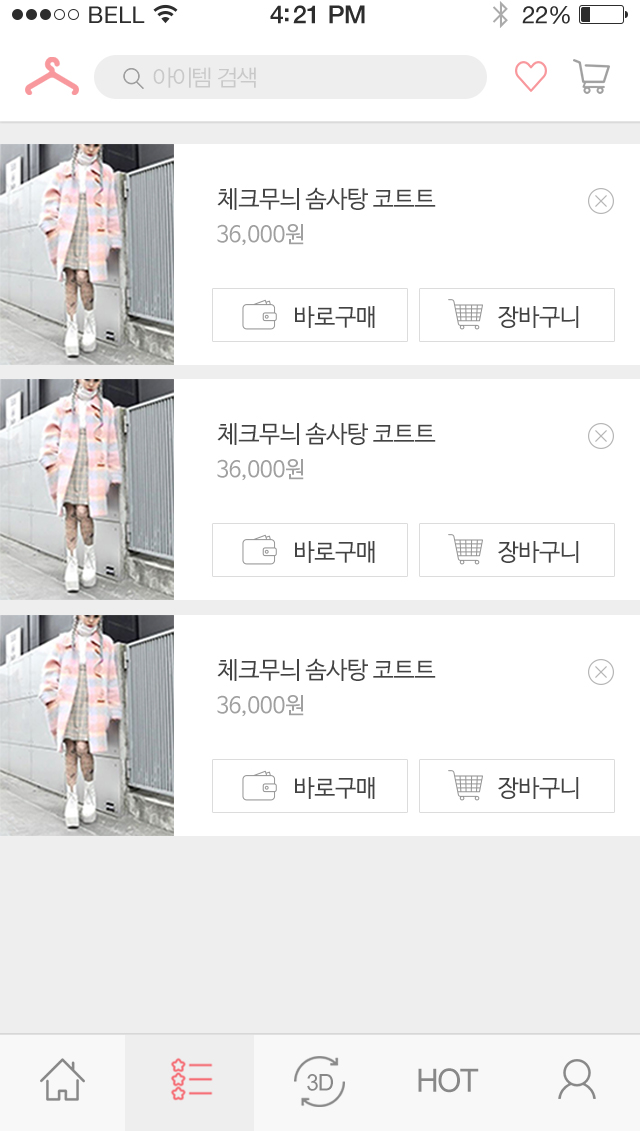 BELL 4:21 PM 22%
아이템 검색
체크무늬 솜사탕 코트트
36,000원
바로구매 장바구니
체크무늬 솜사탕 코트트
36,000원
바로구매 장바구니
체크무늬 솜사탕 코트트
36,000원
바로구매 장바구니
3D HOT